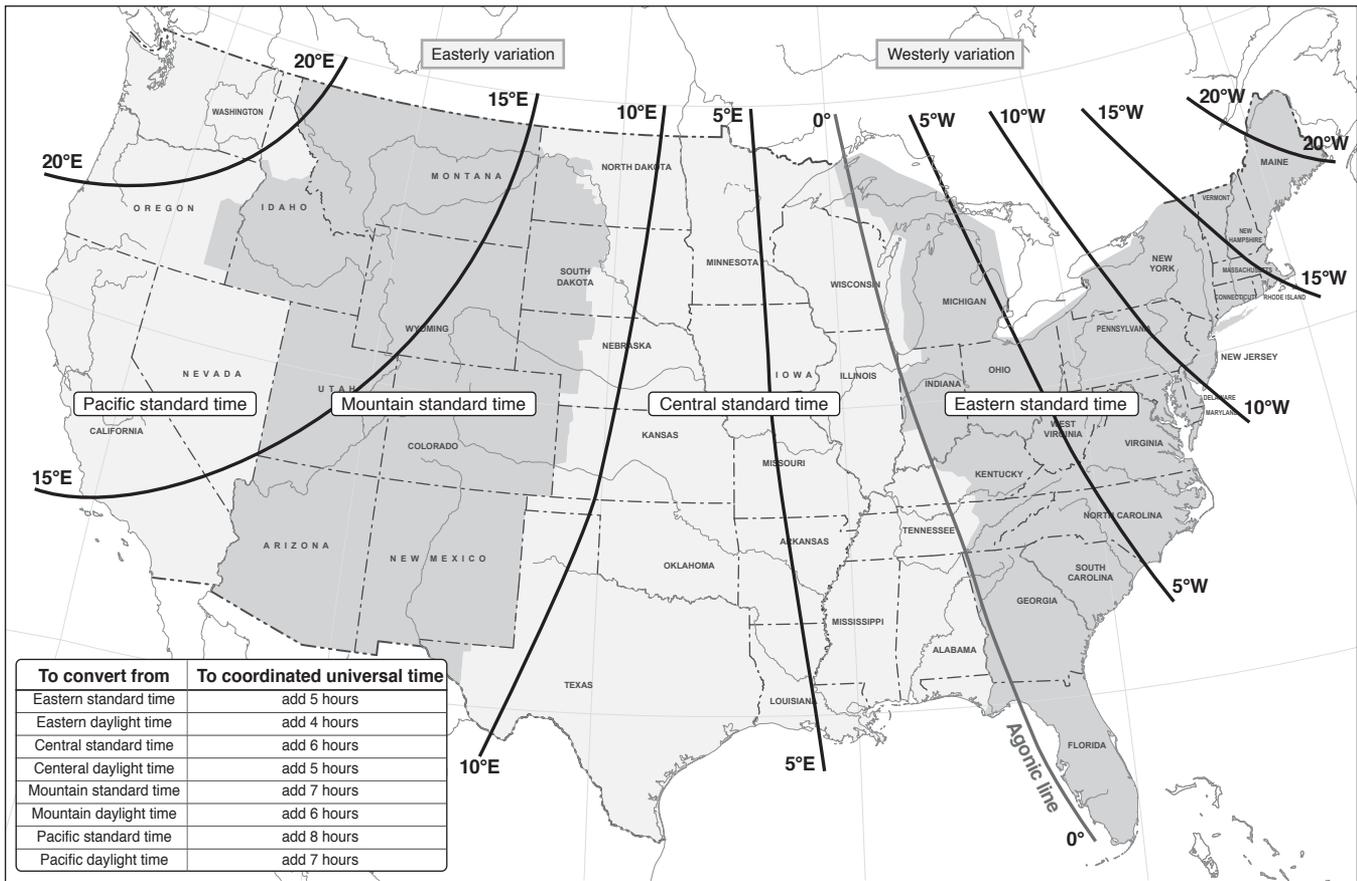 Easterly variation
Westerly variation
20°E
15°E
10°E
5°E
0°
5°W
10°W
15°W
20°W
20°W
20°E
15°W
10°W
15°E
5°W
10°E
5°E
0°
Agonic line
WASHINGTON
OREGON
IDAHO
MONTANA
NORTH DAKOTA
SOUTH
DAKOTA
MINNESOTA
WISCONSIN
MICHIGAN
NEW
YORK
VERMONT
NEW
HAMPSHIRE
MAINE
MASSACHUSETTS
CONNECTICUT
RHODE ISLAND
PENNSYLVANIA
NEW JERSEY
DELAWARE
MARYLAND
WYOMING
NEBRASKA
IOWA
ILLINOIS
INDIANA
OHIO
NEVADA
UTAH
Pacific standard time
Mountain standard time
Central standard time
Eastern standard time
CALIFORNIA
COLORADO
KANSAS
MISSOURI
KENTUCKY
WEST
VIRGINIA
VIRGINIA
NORTH CAROLINA
TENNESSEE
ARIZONA
NEW MEXICO
OKLAHOMA
ARKANSAS
SOUTH
CAROLINA
GEORGIA
MISSISSIPPI
ALABAMA
TEXAS
LOUISIANA
FLORIDA
To convert from To coordinated universal time
Eastern standard time add 5 hours
Eastern daylight time add 4 hours
Central standard time add 6 hours
Centeral daylight time add 5 hours
Mountain standard time add 7 hours
Mountain daylight time add 6 hours
Pacific standard time add 8 hours
Pacific daylight time add 7 hours